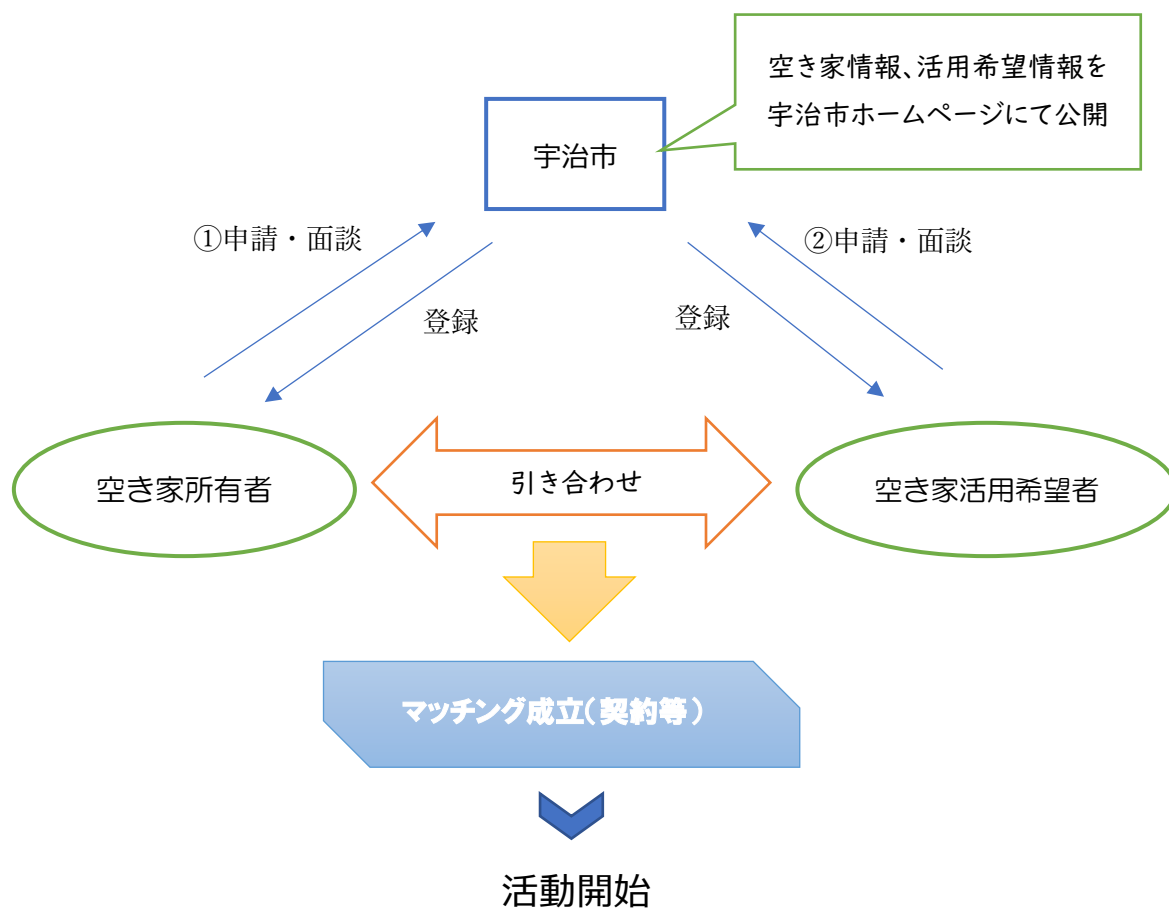 空き家情報、活用希望情報を
宇治市ホームページにて公開
宇治市
①申請・面談
②申請・面談
登録
登録
空き家所有者
引き合わせ
空き家活用希望者
マッチング成立(契約等)
活動開始